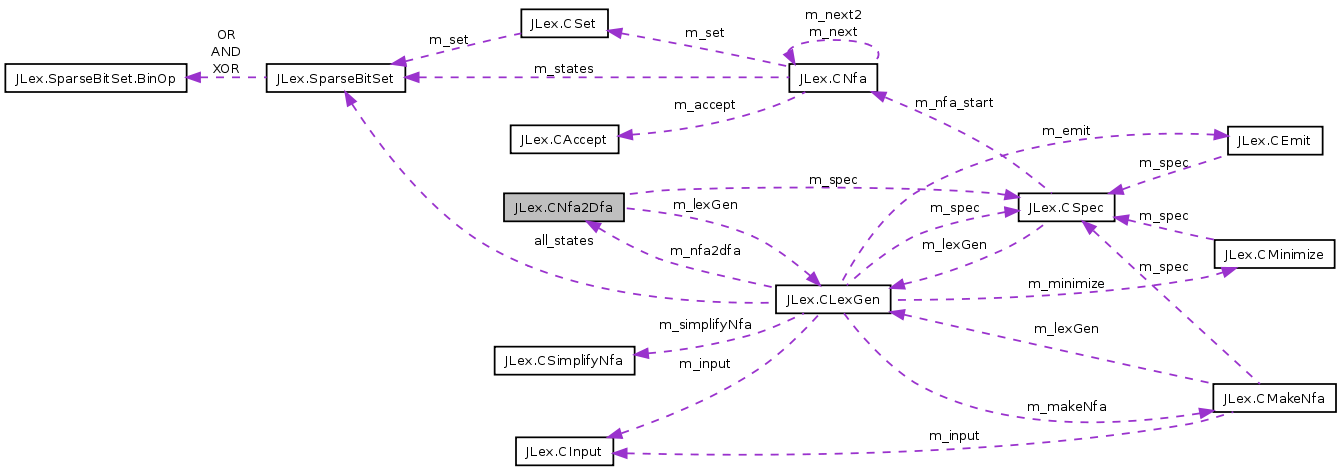 m_next2
m_next
JLex.CSet
OR
AND
XOR
m_set
m_set
JLex.SparseBitSet.BinOp
JLex.SparseBitSet
m_states
JLex.CNfa
m_accept
m_nfa_start
JLex.CAccept
m_emit
JLex.CEmit
m_spec
m_spec
JLex.CNfa2Dfa
m_lexGen
m_spec
JLex.CSpec
m_spec
all_states
m_nfa2dfa
m_lexGen
JLex.CMinimize
m_spec
m_minimize
JLex.CLexGen
m_simplifyNfa
m_lexGen
JLex.CSimplifyNfa
m_input
JLex.CMakeNfa
m_makeNfa
m_input
JLex.CInput